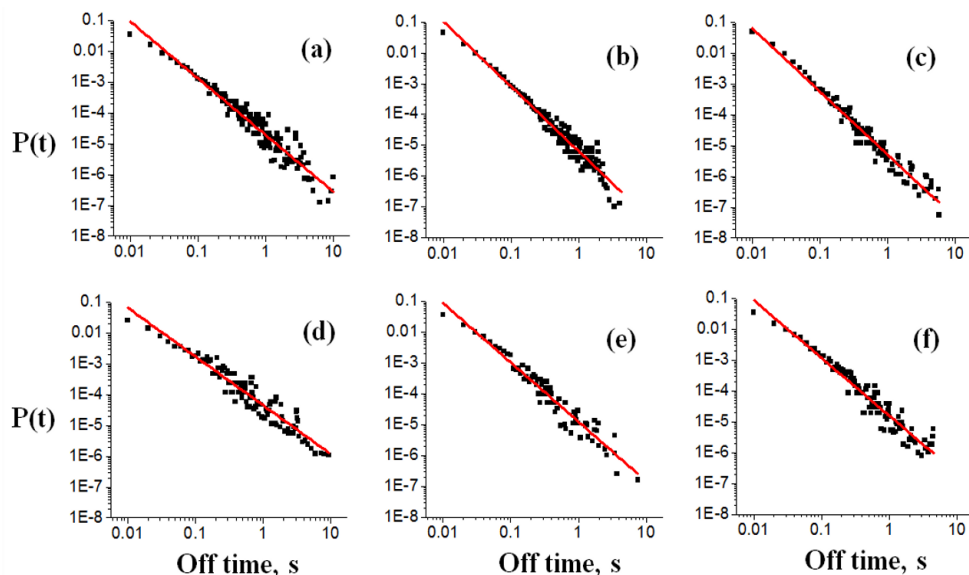 0.1 0.1 0.1
(a) (b) (c)
0.01 0.01 0.01
1E-3 1E-3 1E-3
1E-4 1E-4 1E-4
P(t)
1E-5 1E-5 1E-5
1E-6 1E-6 1E-6
1E-7 1E-7 1E-7
1E-8 1E-8 1E-8
0.01 0.1 1 10 0.01 0.1 1 10 0.01 0.1 1 10
0.1 0.1 0.1
(d) (e) (f)
0.01 0.01 0.01
1E-3 1E-3 1E-3
1E-4 1E-4 1E-4
P(t)
1E-5 1E-5 1E-5
1E-6 1E-6 1E-6
1E-7 1E-7 1E-7
1E-8 1E-8 1E-8
0.01 0.1 1 10 0.01 0.1 1 10 0.01 0.1 1 10
Off time, s Off time, s Off time, s